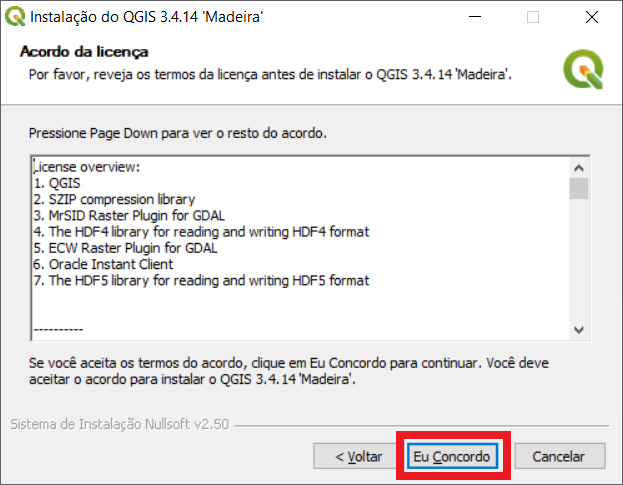 Instalação do QGIS 3.4.14 'Madeira'
Acordo da licença
Por favor, reveja os termos da licença antes de instalar o QGIS 3.4.14 'Madeira'.
Pressione Page Down para ver o resto do acordo.
License overview:
1. QGIS
2. SZIP compression library
3. MrSID Raster Plugin for GDAL
4. The HDF4 library for reading and writing HDF4 format
5. ECW Raster Plugin for GDAL
6. Oracle Instant Client
7. The HDF5 library for reading and writing HDF5 format
----------
Se você aceita os termos do acordo, clique em Eu Concordo para continuar. Você deve
aceitar o acordo para instalar o QGIS 3.4.14 'Madeira'.
Sistema de Instalação Nullsoft v2.50
< Voltar
Eu Concordo
Cancelar